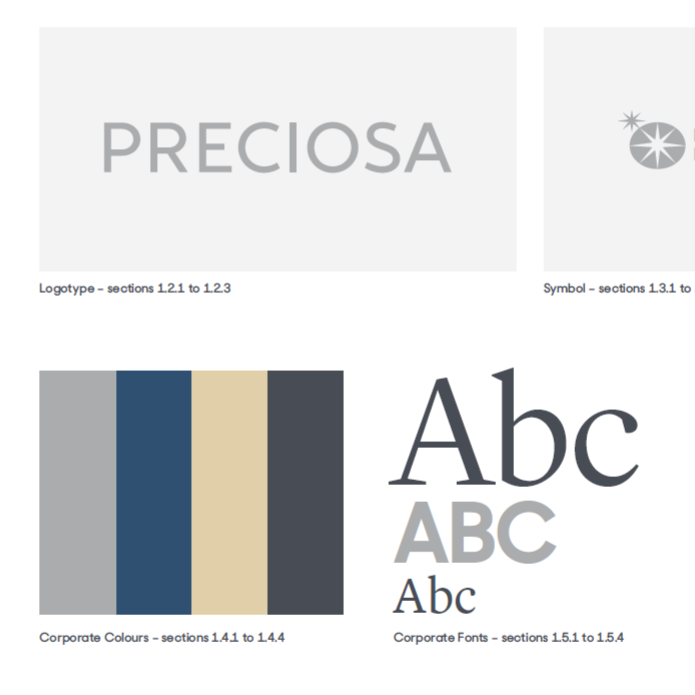 PRECIOSA
Logotype – sections 1.2.1 to 1.2.3
Symbol – sections 1.3.1 to
Abc
ABC
Abc
Corporate Colours – sections 1.4.1 to 1.4.4
Corporate Fonts – sections 1.5.1 to 1.5.4